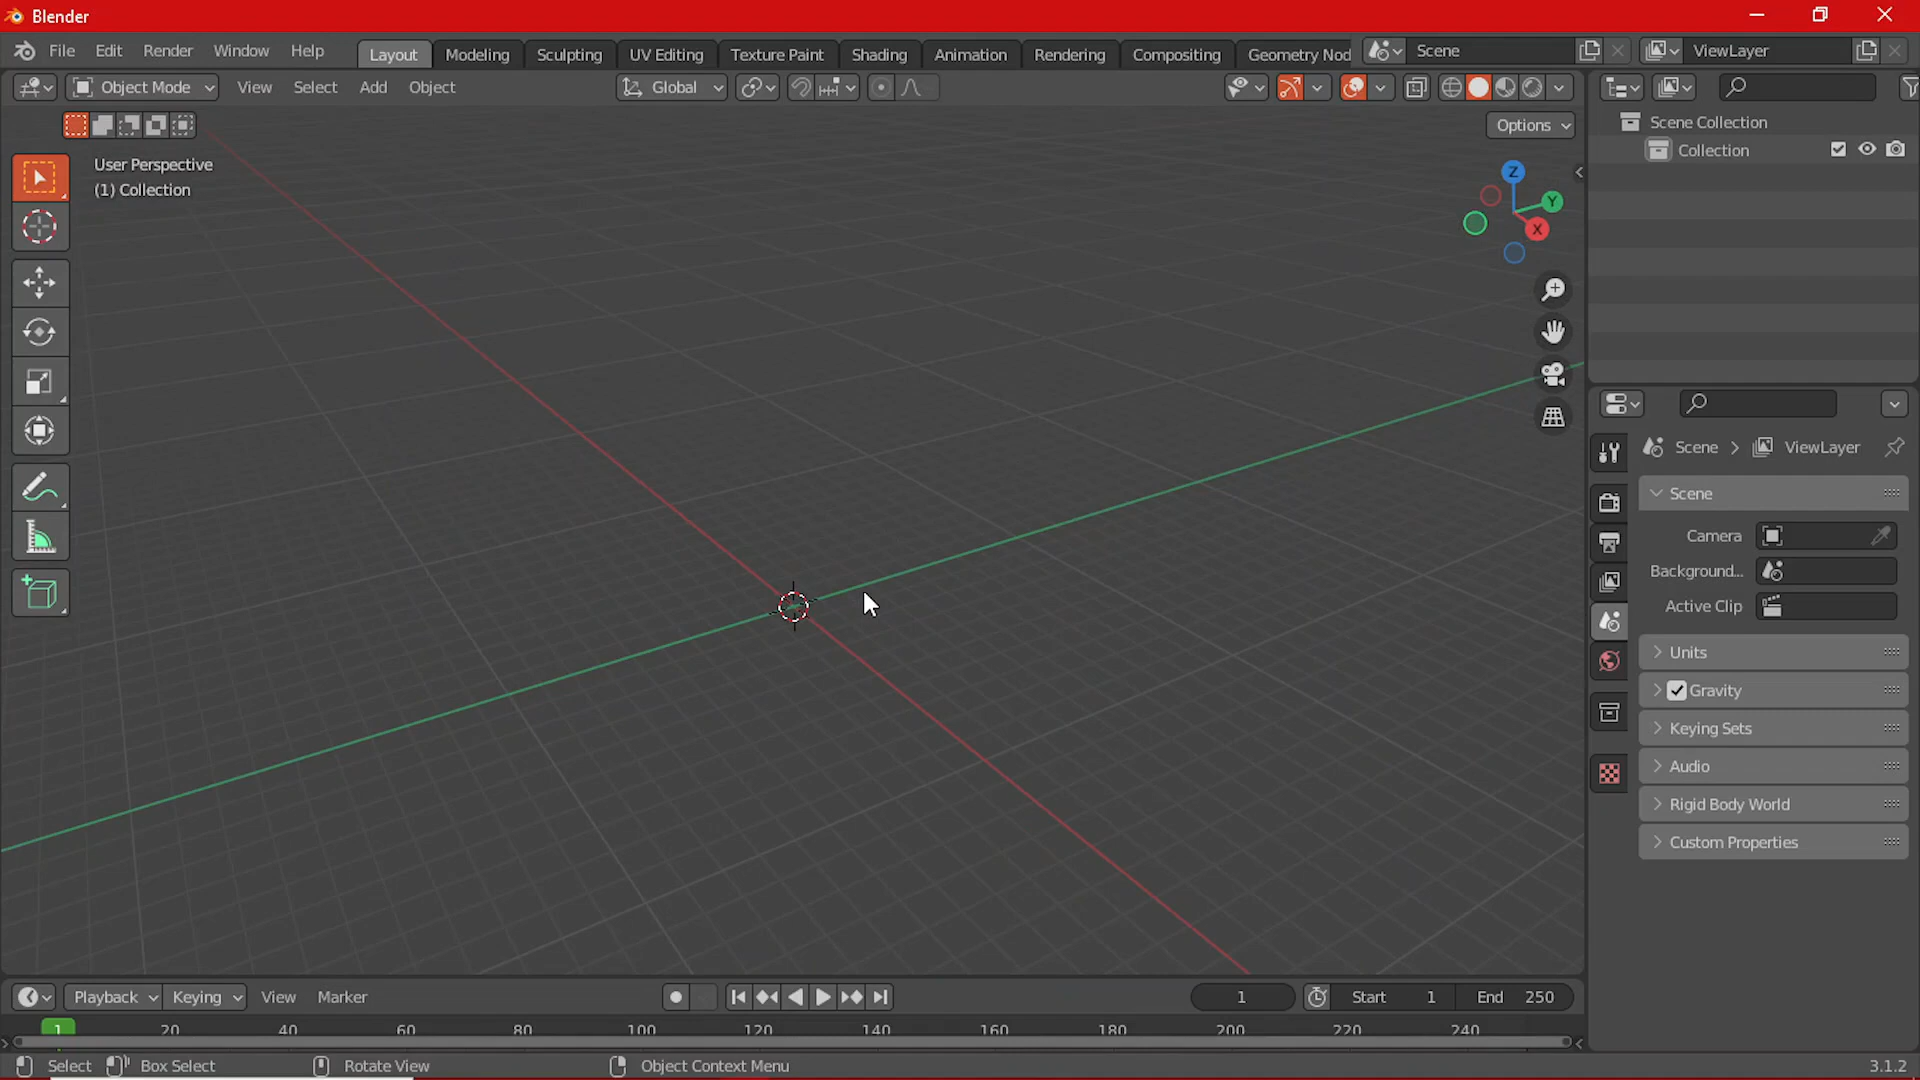 Blender
File Edit Render Window Help Layout Modeling Sculpting UV Editing Texture Paint Shading Animation Rendering Compositing Geometry Nod Scene ViewLayer
Object Mode View Select Add Object Global
Options
User Perspective
(1) Collection
Z
Y
X
Scene Collection
Collection
Scene > ViewLayer
Scene
Camera
Background...
Active Clip
Units
Gravity
Keying Sets
Audio
Rigid Body World
Custom Properties
Playback Keying View Marker 1 Start 1 End 250
1 20 40 60 80 100 120 140 160 180 200 220 240
Select Box Select Rotate View Object Context Menu 3.1.2